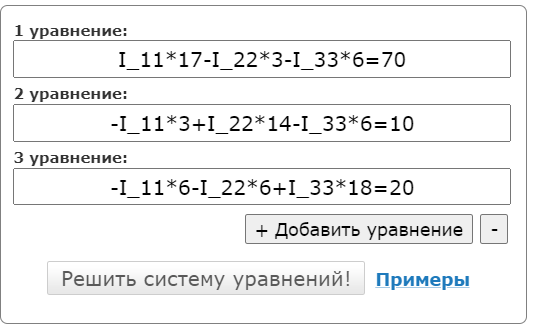 1 уравнение:
I_11*17-I_22*3-I_33*6=70
2 уравнение:
-I_11*3+I_22*14-I_33*6=10
3 уравнение:
-I_11*6-I_22*6+I_33*18=20
+ Добавить уравнение -
Решить систему уравнений! Примеры